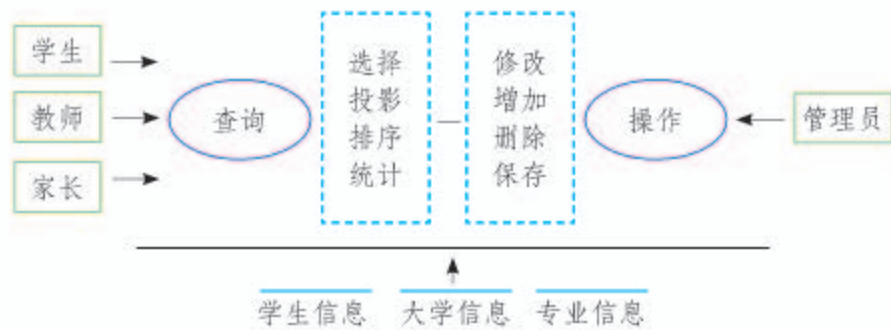 学生
教师
家长
查询
选择
投影
排序
统计
修改
增加
删除
保存
操作
管理员
学生信息
大学信息
专业信息